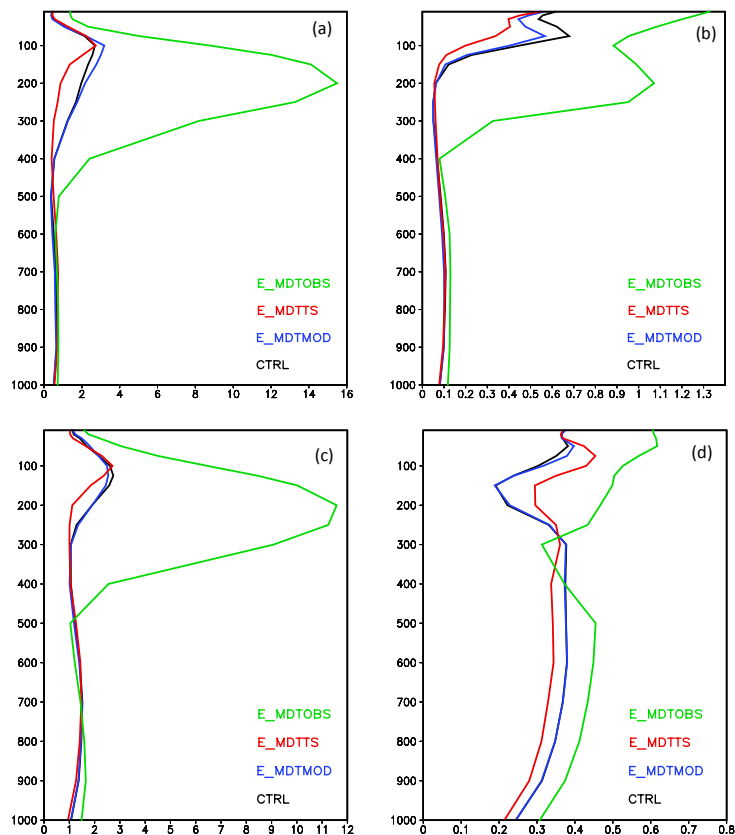 (a)
100
200
300
400
500
600
700
800
900
1000
E_MDTOBS
E_MDTTS
E_MDTMOD
CTRL
0 2 4 6 8 10 12 14 16
(b)
100
200
300
400
500
600
700
800
900
1000
E_MDTOBS
E_MDTTS
E_MDTMOD
CTRL
0 0.1 0.2 0.3 0.4 0.5 0.6 0.7 0.8 0.9 1 1.1 1.2 1.3
(c)
100
200
300
400
500
600
700
800
900
1000
E_MDTOBS
E_MDTTS
E_MDTMOD
CTRL
0 1 2 3 4 5 6 7 8 9 10 11 12
(d)
100
200
300
400
500
600
700
800
900
1000
E_MDTOBS
E_MDTTS
E_MDTMOD
CTRL
0 0.1 0.2 0.3 0.4 0.5 0.6 0.7 0.8